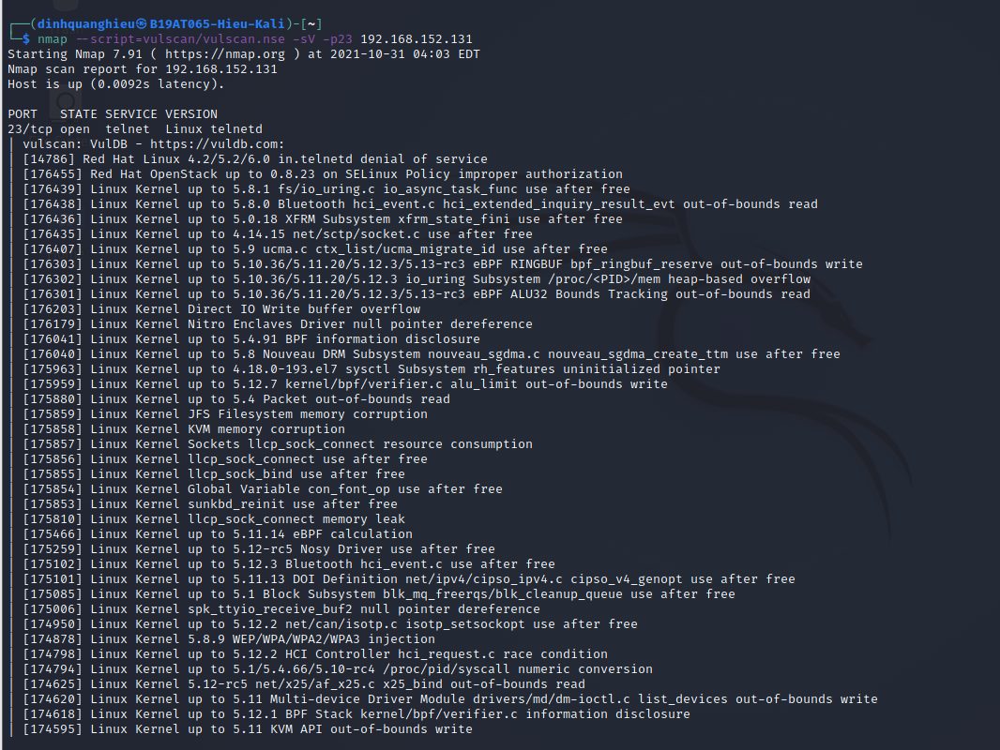 ┌──(dinhquanghieu㉿B19AT065-Hieu-Kali)-[~]
└─$ nmap --script=vulscan/vulscan.nse -sV -p23 192.168.152.131
Starting Nmap 7.91 ( https://nmap.org ) at 2021-10-31 04:03 EDT
Nmap scan report for 192.168.152.131
Host is up (0.0092s latency).
PORT   STATE SERVICE VERSION
23/tcp open  telnet  Linux telnetd
| vulscan: VulDB - https://vuldb.com:
| [14786] Red Hat Linux 4.2/5.2/6.0 in.telnetd denial of service
| [176455] Red Hat OpenStack up to 0.8.23 on SELinux Policy improper authorization
| [176439] Linux Kernel up to 5.8.1 fs/io_uring.c io_async_task_func use after free
| [176438] Linux Kernel up to 5.8.0 Bluetooth hci_event.c hci_extended_inquiry_result_evt out-of-bounds read
| [176436] Linux Kernel up to 5.0.18 XFRM Subsystem xfrm_state_fini use after free
| [176435] Linux Kernel up to 4.14.15 net/sctp/socket.c use after free
| [176407] Linux Kernel up to 5.9 ucma.c ctx_list/ucma_migrate_id use after free
| [176303] Linux Kernel up to 5.10.36/5.11.20/5.12.3/5.13-rc3 eBPF RINGBUF bpf_ringbuf_reserve out-of-bounds write
| [176302] Linux Kernel up to 5.10.36/5.11.20/5.12.3 io_uring Subsystem /proc/<PID>/mem heap-based overflow
| [176301] Linux Kernel up to 5.10.36/5.11.20/5.12.3/5.13-rc3 eBPF ALU32 Bounds Tracking out-of-bounds read
| [176203] Linux Kernel Direct IO Write buffer overflow
| [176179] Linux Kernel Nitro Enclaves Driver null pointer dereference
| [176041] Linux Kernel up to 5.4.91 BPF information disclosure
| [176040] Linux Kernel up to 5.8 Nouveau DRM Subsystem nouveau_sgdma.c nouveau_sgdma_create_ttm use after free
| [175963] Linux Kernel up to 4.18.0-193.el7 sysctl Subsystem rh_features uninitialized pointer
| [175959] Linux Kernel up to 5.12.7 kernel/bpf/verifier.c alu_limit out-of-bounds write
| [175880] Linux Kernel up to 5.4 Packet out-of-bounds read
| [175859] Linux Kernel JFS Filesystem memory corruption
| [175858] Linux Kernel KVM memory corruption
| [175857] Linux Kernel Sockets llcp_sock_connect resource consumption
| [175856] Linux Kernel llcp_sock_connect use after free
| [175855] Linux Kernel llcp_sock_bind use after free
| [175854] Linux Kernel Global Variable con_font_op use after free
| [175853] Linux Kernel sunkbd_reinit use after free
| [175810] Linux Kernel llcp_sock_connect memory leak
| [175466] Linux Kernel up to 5.11.14 eBPF calculation
| [175259] Linux Kernel up to 5.12-rc5 Nosy Driver use after free
| [175102] Linux Kernel up to 5.12.3 Bluetooth hci_event.c use after free
| [175101] Linux Kernel up to 5.11.13 DOI Definition net/ipv4/cipso_ipv4.c cipso_v4_genopt use after free
| [175085] Linux Kernel up to 5.1 Block Subsystem blk_mq_freerqs/blk_cleanup_queue use after free
| [175006] Linux Kernel spk_ttyio_receive_buf2 null pointer dereference
| [174950] Linux Kernel up to 5.12.2 net/can/isotp.c isotp_setsockopt use after free
| [174878] Linux Kernel 5.8.9 WEP/WPA/WPA2/WPA3 injection
| [174798] Linux Kernel up to 5.12.2 HCI Controller hci_request.c race condition
| [174794] Linux Kernel up to 5.1/5.4.66/5.10-rc4 /proc/pid/syscall numeric conversion
| [174625] Linux Kernel 5.12-rc5 net/x25/af_x25.c x25_bind out-of-bounds read
| [174620] Linux Kernel up to 5.11 Multi-device Driver Module drivers/md/dm-ioctl.c list_devices out-of-bounds write
| [174618] Linux Kernel up to 5.12.1 BPF Stack kernel/bpf/verifier.c information disclosure
| [174595] Linux Kernel up to 5.11 KVM API out-of-bounds write